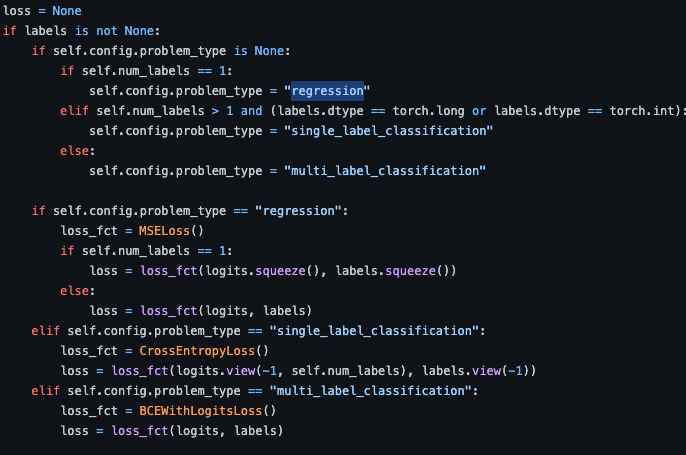 loss = None
if labels is not None:
    if self.config.problem_type is None:
        if self.num_labels == 1:
            self.config.problem_type = "regression"
        elif self.num_labels > 1 and (labels.dtype == torch.long or labels.dtype == torch.int):
            self.config.problem_type = "single_label_classification"
        else:
            self.config.problem_type = "multi_label_classification"

    if self.config.problem_type == "regression":
        loss_fct = MSELoss()
        if self.num_labels == 1:
            loss = loss_fct(logits.squeeze(), labels.squeeze())
        else:
            loss = loss_fct(logits, labels)
    elif self.config.problem_type == "single_label_classification":
        loss_fct = CrossEntropyLoss()
        loss = loss_fct(logits.view(-1, self.num_labels), labels.view(-1))
    elif self.config.problem_type == "multi_label_classification":
        loss_fct = BCEWithLogitsLoss()
        loss = loss_fct(logits, labels)